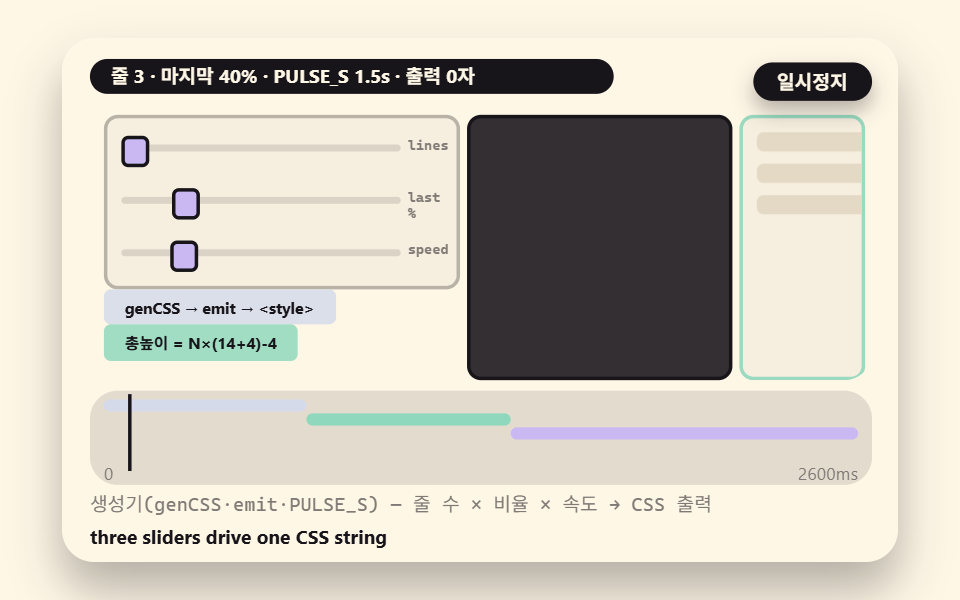 줄 3 · 마지막 40% · PULSE_S 1.5s · 출력 0자
일시정지
lines
last
%
speed
genCSS → emit → <style>
총높이 = N×(14+4)-4
0
2600ms
생성기(genCSS·emit·PULSE_S) — 줄 수 × 비율 × 속도 → CSS 출력
three sliders drive one CSS string